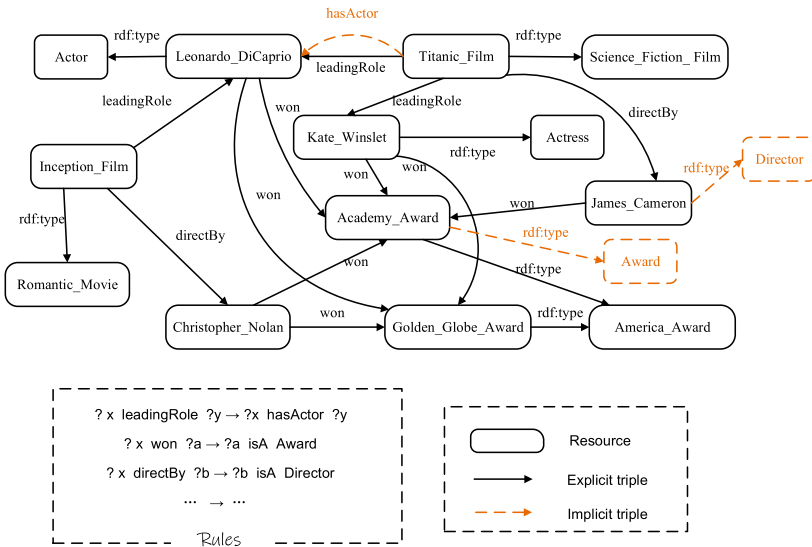 hasActor
Actor
rdf:type
Leonardo_DiCaprio
leadingRole
Titanic_Film
rdf:type
Science_Fiction_ Film
leadingRole
won
leadingRole
directBy
Kate_Winslet
rdf:type
Actress
Inception_Film
won
won
won
rdf:type
Director
rdf:type
directBy
Academy_Award
won
James_Cameron
rdf:type
Award
Romantic_Movie
won
rdf:type
Christopher_Nolan
won
Golden_Globe_Award
rdf:type
America_Award
? x leadingRole ?y → ?x hasActor ?y
? x won ?a → ?a isA Award
? x directBy ?b → ?b isA Director
... → ...
Rules
Resource
Explicit triple
Implicit triple